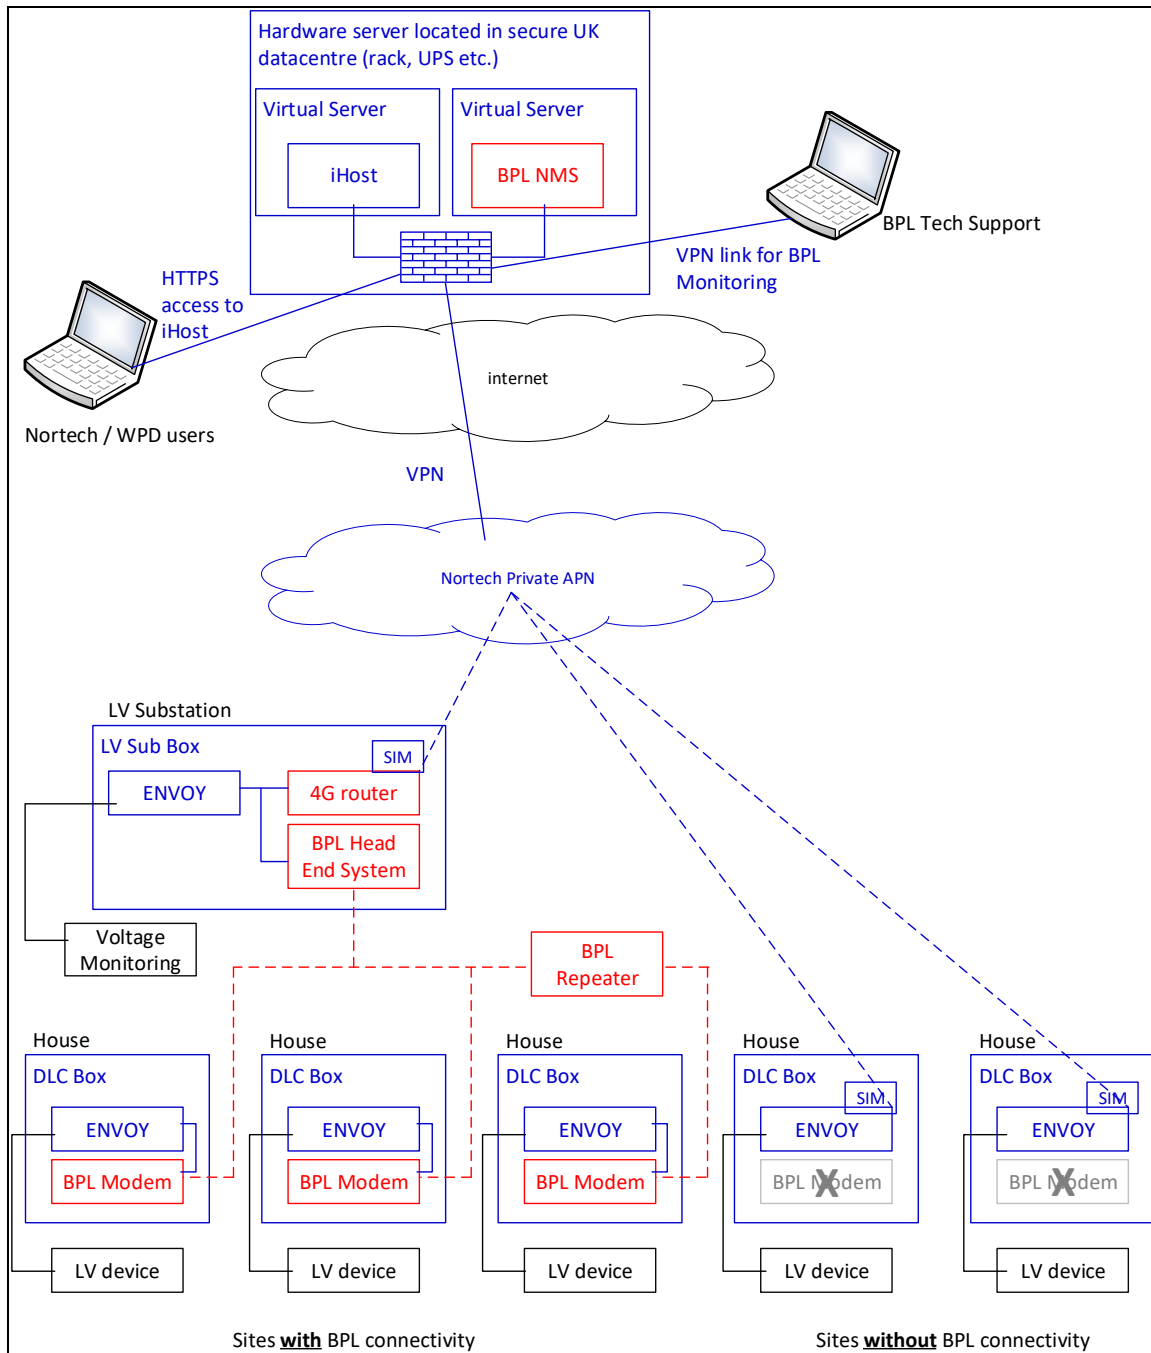 Hardware server located in secure UK
datacentre (rack, UPS etc.)
Virtual Server
Virtual Server
iHost
BPL NMS
BPL Tech Support
VPN link for BPL
Monitoring
HTTPS
access to
iHost
internet
Nortech / WPD users
VPN
Nortech Private APN
LV Substation
LV Sub Box
SIM
ENVOY
4G router
BPL Head
End System
Voltage
Monitoring
BPL
Repeater
House
House
House
House
House
DLC Box
DLC Box
DLC Box
DLC Box
DLC Box
SIM
SIM
ENVOY
ENVOY
ENVOY
ENVOY
ENVOY
BPL Modem
BPL Modem
BPL Modem
BPL Modem
X
BPL Modem
X
LV device
LV device
LV device
LV device
LV device
Sites with BPL connectivity
Sites without BPL connectivity